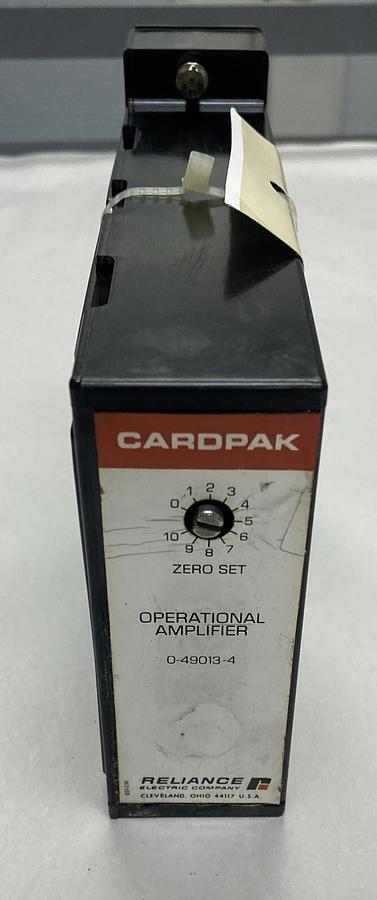 CARDPAK
0 1 2 3 4 5 6 7 8 9 10
ZERO SET
OPERATIONAL
AMPLIFIER
0-49013-4
RELIANCE
ELECTRIC COMPANY
CLEVELAND, OHIO 44117 U.S.A.